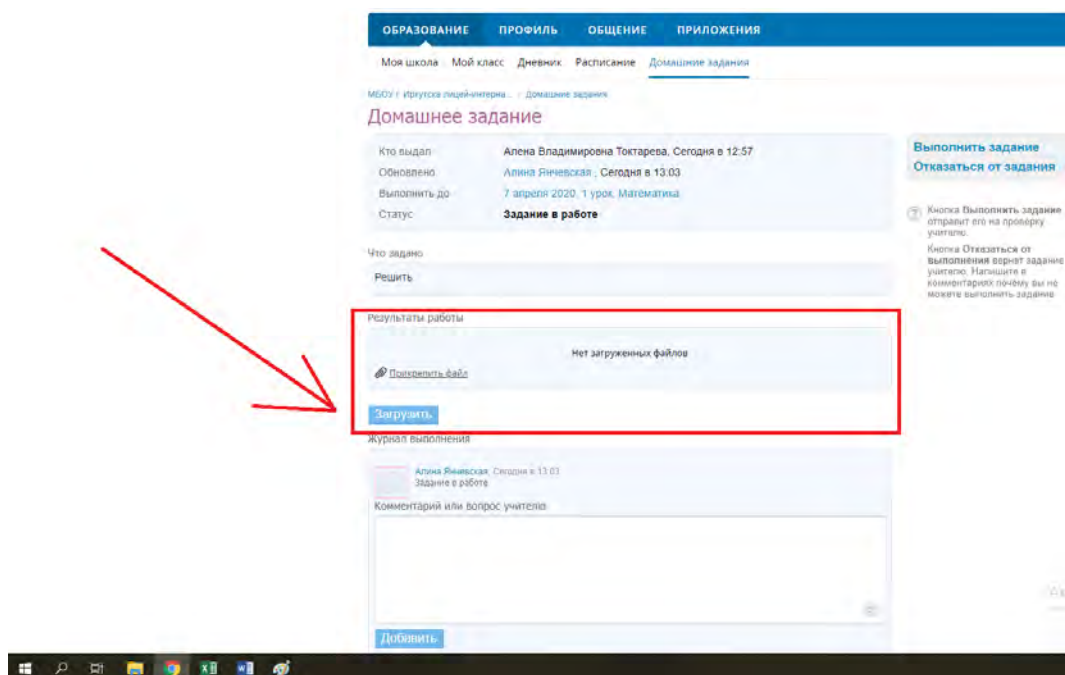 ОБРАЗОВАНИЕ ПРОФИЛЬ ОБЩЕНИЕ ПРИЛОЖЕНИЯ
Моя школа Мой класс Дневник Расписание Домашние задания
МБОУ г. Иркутска лицей-интерна... Домашние задания
Домашнее задание
Кто выдал Алена Владимировна Токтарева, Сегодня в 12:57
Обновлено Алина Янчевская, Сегодня в 13:03
Выполнить до 7 апреля 2020, 1 урок, Математика
Статус Задание в работе
Выполнить задание
Отказаться от задания
Кнопка Выполнить задание
отправит его на проверку
учителю.
Кнопка Отказаться от
выполнения вернет задание
учителю. Напишите в
комментариях почему вы не
можете выполнить задание
Что задано
Решить
Результаты работы
Нет загруженных файлов
Прикрепить файл
Загрузить
Журнал выполнения
Алина Янчевская, Сегодня в 13:03
Задание в работе
Комментарий или вопрос учителю
Добавить